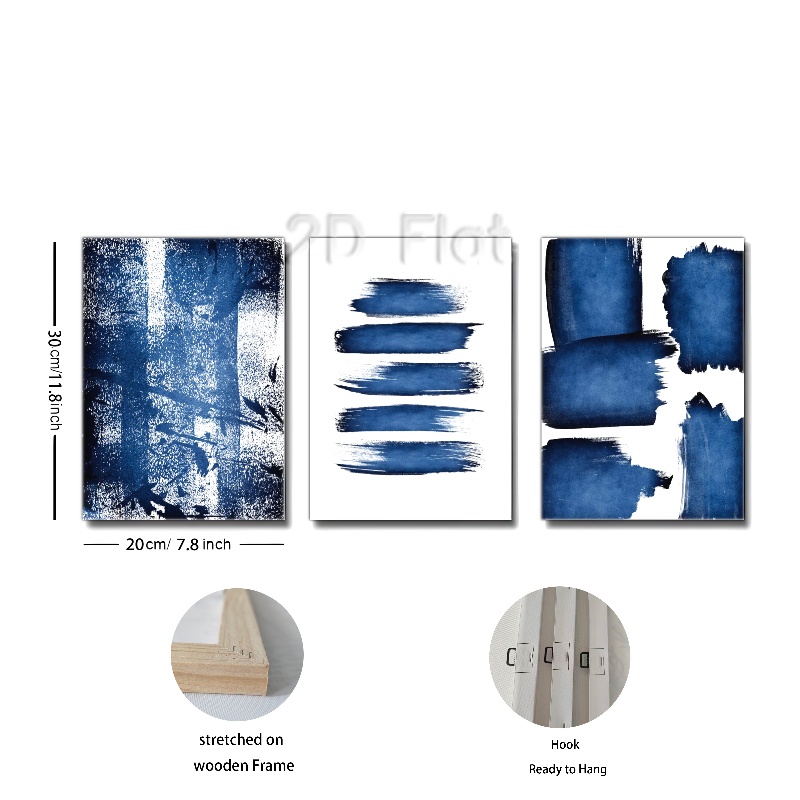 2D Flat
30cm/11.8inch
20cm/ 7.8 inch
stretched on
wooden Frame
Hook
Ready to Hang